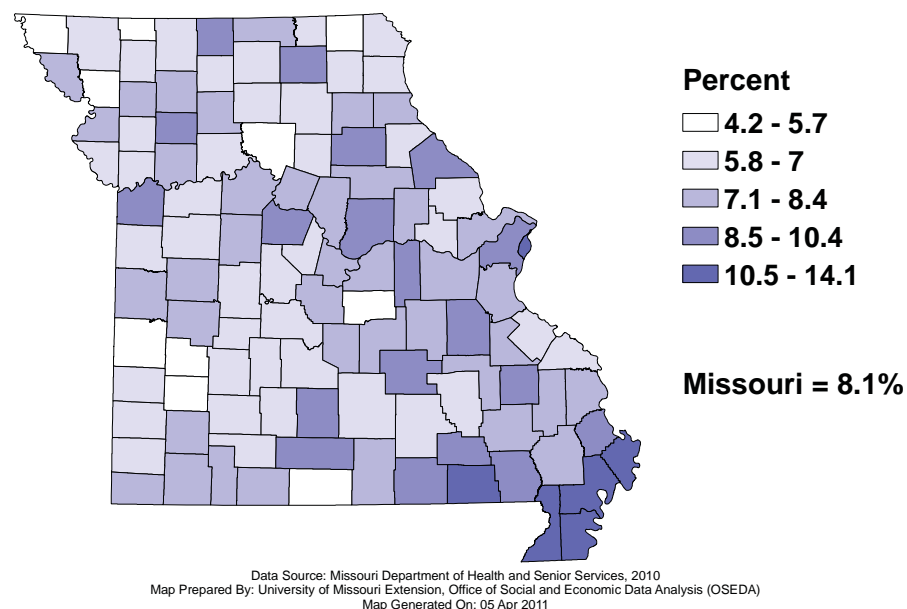 Percent
4.2 - 5.7
5.8 - 7
7.1 - 8.4
8.5 - 10.4
10.5 - 14.1
Missouri = 8.1%
Data Source: Missouri Department of Health and Senior Services, 2010
Map Prepared By: University of Missouri Extension, Office of Social and Economic Data Analysis (OSEDA)
Map Generated On: 05 Apr 2011